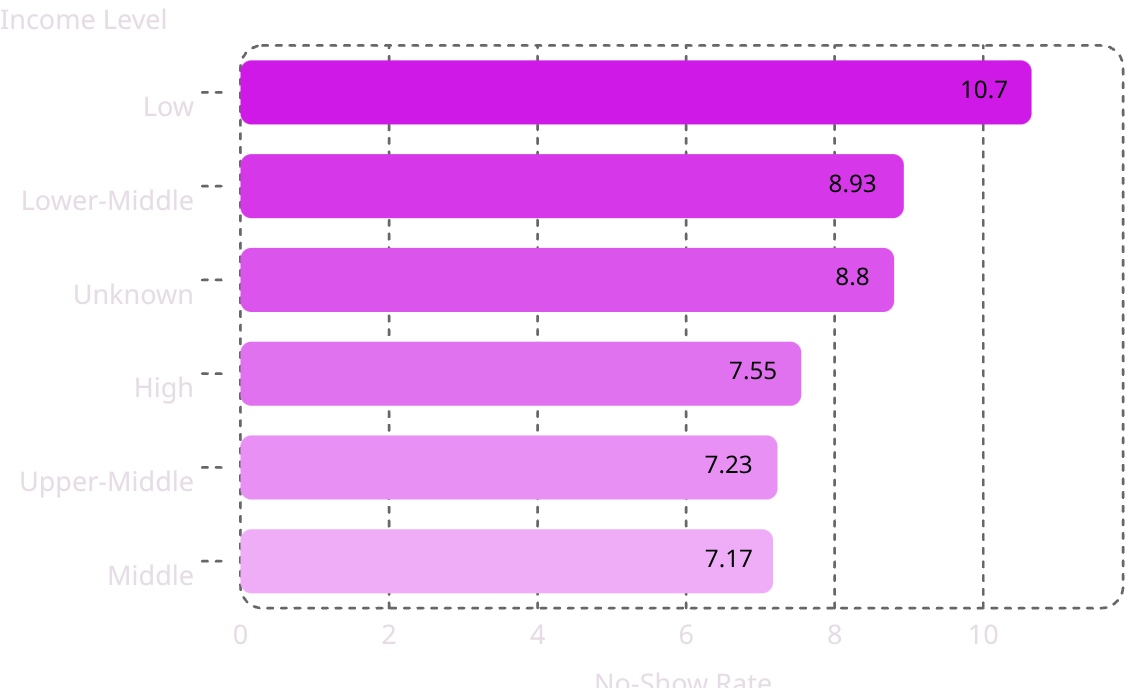 Income Level
Low
10.7
Lower-Middle
8.93
Unknown
8.8
High
7.55
Upper-Middle
7.23
Middle
7.17
0 2 4 6 8 10
No-Show Rate